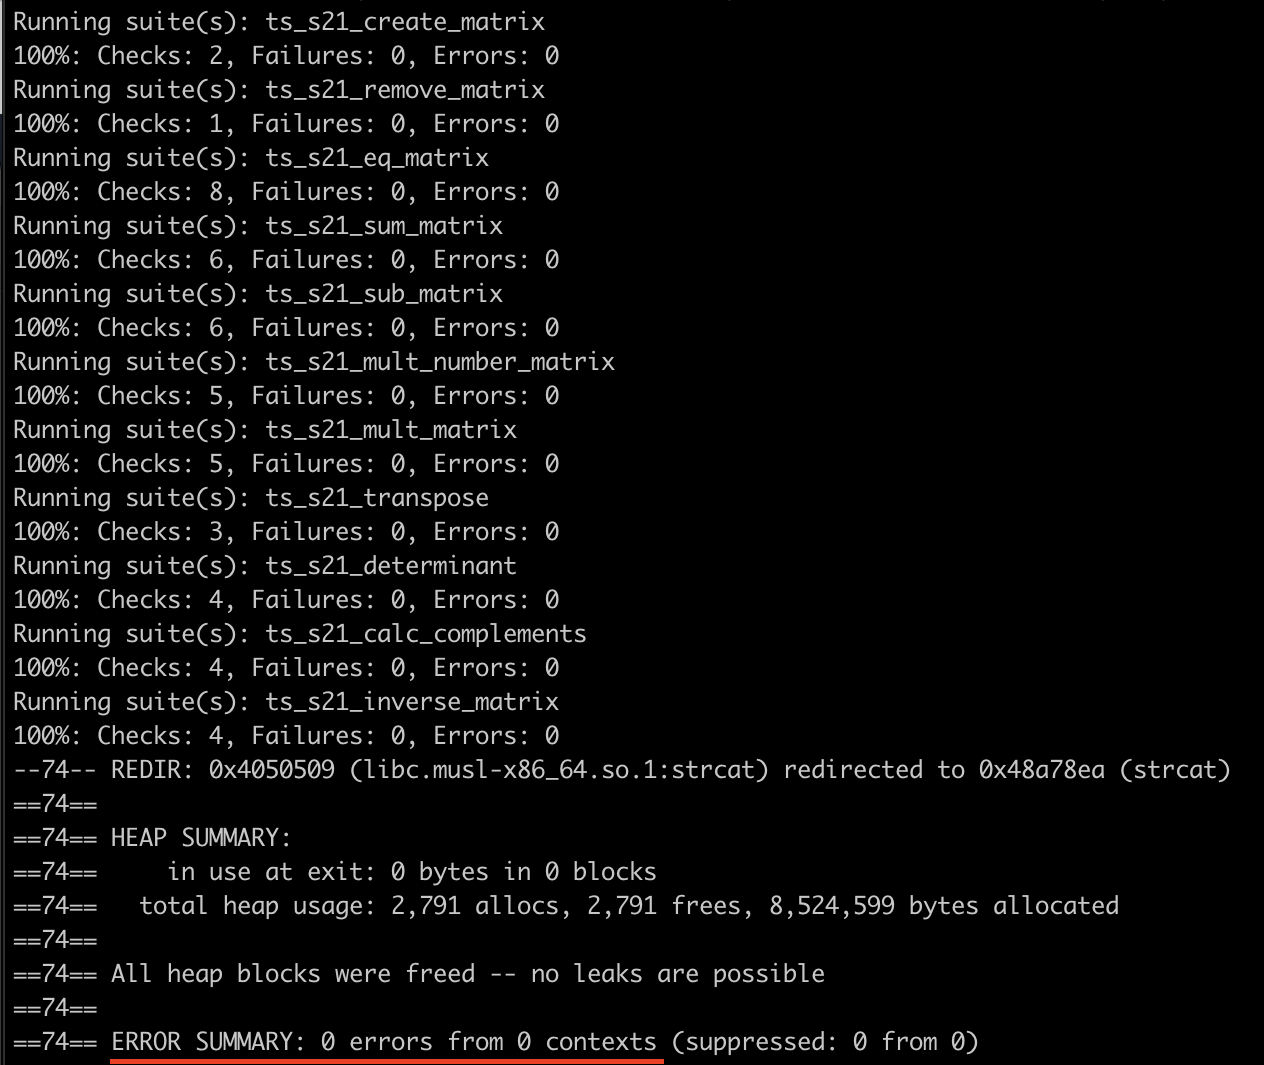 Running suite(s): ts_s21_create_matrix
100%: Checks: 2, Failures: 0, Errors: 0
Running suite(s): ts_s21_remove_matrix
100%: Checks: 1, Failures: 0, Errors: 0
Running suite(s): ts_s21_eq_matrix
100%: Checks: 8, Failures: 0, Errors: 0
Running suite(s): ts_s21_sum_matrix
100%: Checks: 6, Failures: 0, Errors: 0
Running suite(s): ts_s21_sub_matrix
100%: Checks: 6, Failures: 0, Errors: 0
Running suite(s): ts_s21_mult_number_matrix
100%: Checks: 5, Failures: 0, Errors: 0
Running suite(s): ts_s21_mult_matrix
100%: Checks: 5, Failures: 0, Errors: 0
Running suite(s): ts_s21_transpose
100%: Checks: 3, Failures: 0, Errors: 0
Running suite(s): ts_s21_determinant
100%: Checks: 4, Failures: 0, Errors: 0
Running suite(s): ts_s21_calc_complements
100%: Checks: 4, Failures: 0, Errors: 0
Running suite(s): ts_s21_inverse_matrix
100%: Checks: 4, Failures: 0, Errors: 0
--74-- REDIR: 0x4050509 (libc.musl-x86_64.so.1:strcat) redirected to 0x48a78ea (strcat)
==74==
==74== HEAP SUMMARY:
==74==     in use at exit: 0 bytes in 0 blocks
==74==   total heap usage: 2,791 allocs, 2,791 frees, 8,524,599 bytes allocated
==74==
==74== All heap blocks were freed -- no leaks are possible
==74==
==74== ERROR SUMMARY: 0 errors from 0 contexts (suppressed: 0 from 0)